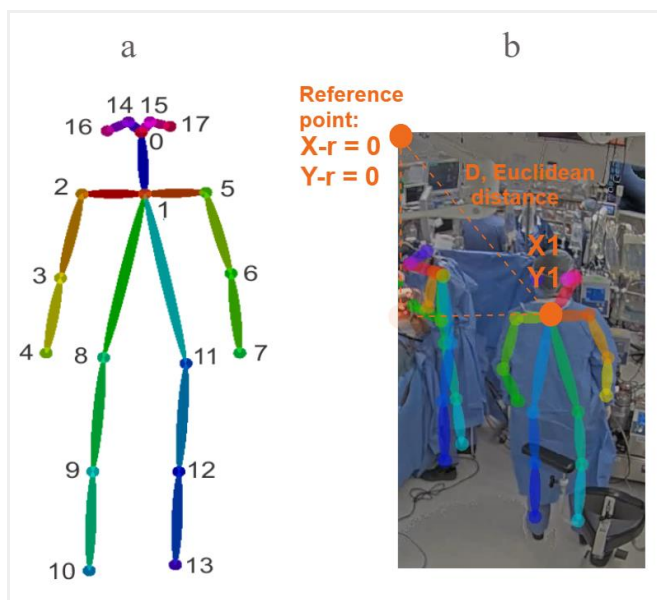 a
b
14 15
16 17
0
2 5
1
3 6
4 7
8 11
9 12
10 13
Reference
point:
X-r = 0
Y-r = 0
D, Euclidean
distance
X1
Y1